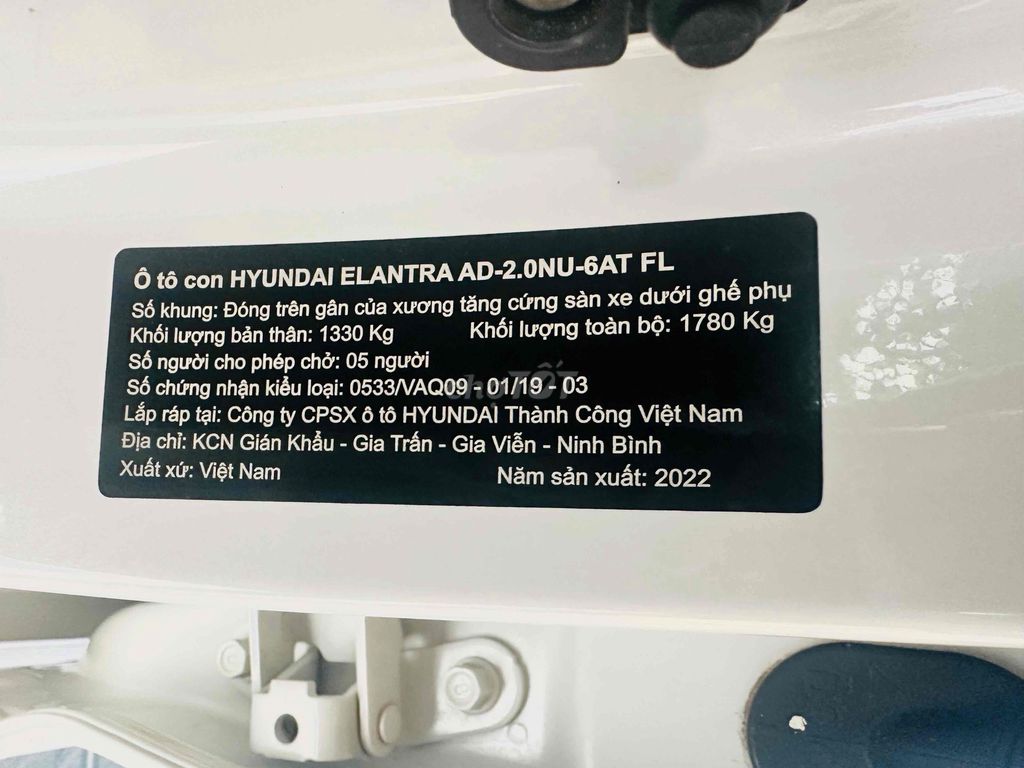 Ô tô con HYUNDAI ELANTRA AD-2.0NU-6AT FL
Số khung: Đóng trên gân của xương tăng cứng sàn xe dưới ghế phụ
Khối lượng bản thân: 1330 Kg Khối lượng toàn bộ: 1780 Kg
Số người cho phép chở: 05 người
chợTỐT
Số chứng nhận kiểu loại: 0533/VAQ09 - 01/19 - 03
Lắp ráp tại: Công ty CPSX ô tô HYUNDAI Thành Công Việt Nam
Địa chỉ: KCN Gián Khẩu - Gia Trấn - Gia Viễn - Ninh Bình
Xuất xứ: Việt Nam Năm sản xuất: 2022